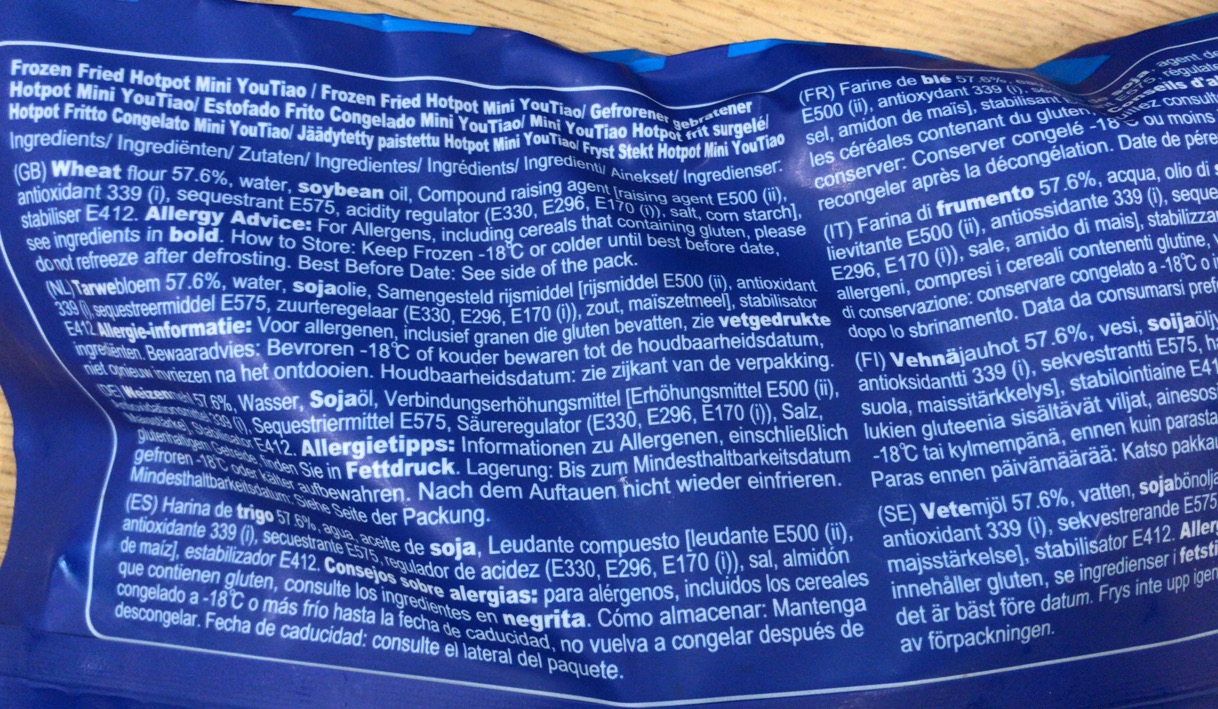 Frozen Fried Hotpot Mini YouTiao / Frozen Fried Hotpot Mini YouTiao/ Gefrorener gebratener
Hotpot Mini YouTiao/ Estofado Frito Congelado Mini YouTiao/ Mini YouTiao Hotpot frit surgelé/
Hotpot Fritto Congelato Mini YouTiao/ Jäädytetty paistettu Hotpot Mini YouTiao/ Fryst Stekt Hotpot Mini YouTiao
Ingredients/ Ingrediënten/ Zutaten/ Ingredientes/ Ingrédients/ Ingredienti/ Ainekset/ Ingredienser:
(GB) Wheat flour 57.6%, water, soybean oil, Compound raising agent [raising agent E500 (ii),
antioxidant 339 (i), sequestrant E575, acidity regulator (E330, E296, E170 (i)), salt, corn starch],
stabiliser E412. Allergy Advice: For Allergens, including cereals that containing gluten, please
see ingredients in bold. How to Store: Keep Frozen -18℃ or colder until best before date,
do not refreeze after defrosting. Best Before Date: See side of the pack.
(NL) Tarwebloem 57.6%, water, sojaolie, Samengesteld rijsmiddel [rijsmiddel E500 (ii), antioxidant
339 (i), sequestreermiddel E575, zuurteregelaar (E330, E296, E170 (i)), zout, maïszetmeel], stabilisator
E412. Allergie-informatie: Voor allergenen, inclusief granen die gluten bevatten, zie vetgedrukte
ingrediënten. Bewaaradvies: Bevroren -18℃ of kouder bewaren tot de houdbaarheidsdatum,
niet opnieuw invriezen na het ontdooien. Houdbaarheidsdatum: zie zijkant van de verpakking.
(DE) Weizenmehl 57.6%, Wasser, Sojaöl, Verbindungserhöhungsmittel [Erhöhungsmittel E500 (ii),
339 (i), Sequestriermittel E575, Säureregulator (E330, E296, E170 (i)), Salz,
Stabilisator E412. Allergietipps: Informationen zu Allergenen, einschließlich
glutenhaltigem Getreide, finden Sie in Fettdruck. Lagerung: Bis zum Mindesthaltbarkeitsdatum
gefroren -18℃ oder kälter aufbewahren. Nach dem Auftauen nicht wieder einfrieren.
Mindesthaltbarkeitsdatum: Siehe Seite der Packung.
(ES) Harina de trigo 57.6%, agua, aceite de soja, Leudante compuesto [leudante E500 (ii),
antioxidante 339 (i), secuestrante E575, regulador de acidez (E330, E296, E170 (i)), sal, almidón
de maíz], estabilizador E412. Consejos sobre alergias: para alérgenos, incluidos los cereales
que contienen gluten, consulte los ingredientes en negrita. Cómo almacenar: Mantenga
congelado a -18℃ o más frío hasta la fecha de caducidad, no vuelva a congelar después de
descongelar. Fecha de caducidad: consulte el lateral del paquete.
(FR) Farine de blé 57.6%, soja agent de
E500 (ii), antioxydant 339 (i),
sel, amidon de maïs], stabilisant
les céréales contenant du gluten,
conserver: Conserver congelé -18℃ ou moins
recongeler après la décongélation. Date de pére
(IT) Farina di frumento 57.6%, acqua, olio di
lievitante E500 (ii), antiossidante 339 (i), seque
E296, E170 (i)), sale, amido di mais], stabilizza
allergeni, compresi i cereali contenenti glutine,
di conservazione: conservare congelato a -18℃ o
dopo lo sbrinamento. Data da consumarsi pref
(FI) Vehnäjauhot 57.6%, vesi, soijaöljy
antioksidantti 339 (i), sekvestrantti E575, ha
suola, maissitärkkelys], stabilointiaine E41
lukien gluteenia sisältävät viljat, ainesos
-18℃ tai kylmempänä, ennen kuin parasta
Paras ennen päivämäärää: Katso pakkau
(SE) Vetemjöl 57.6%, vatten, sojabönolja
antioxidant 339 (i), sekvestrerande E575
majsstärkelse], stabilisator E412. Allerg
innehåller gluten, se ingredienser i fetsti
det är bäst före datum. Frys inte upp igen
av förpackningen.